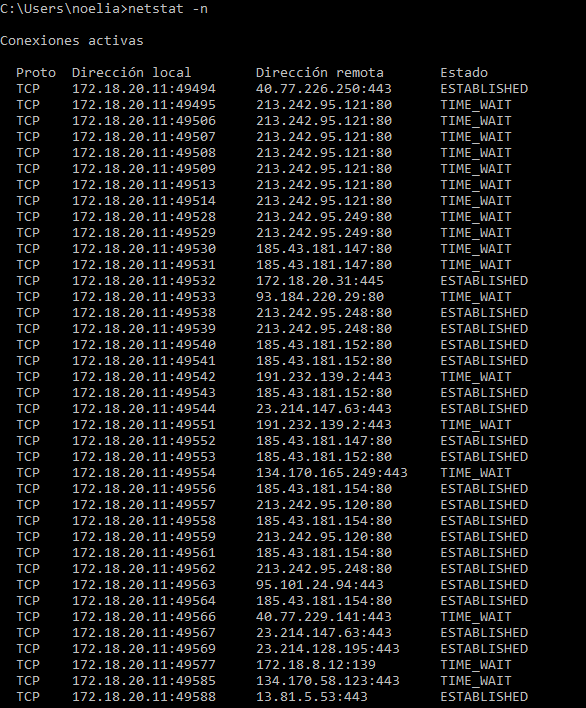 C:\Users\noelia>netstat -n
Conexiones activas
Proto  Dirección local        Dirección remota       Estado
TCP    172.18.20.11:49494     40.77.226.250:443      ESTABLISHED
TCP    172.18.20.11:49495     213.242.95.121:80      TIME_WAIT
TCP    172.18.20.11:49506     213.242.95.121:80      TIME_WAIT
TCP    172.18.20.11:49507     213.242.95.121:80      TIME_WAIT
TCP    172.18.20.11:49508     213.242.95.121:80      TIME_WAIT
TCP    172.18.20.11:49509     213.242.95.121:80      TIME_WAIT
TCP    172.18.20.11:49513     213.242.95.121:80      TIME_WAIT
TCP    172.18.20.11:49514     213.242.95.121:80      TIME_WAIT
TCP    172.18.20.11:49528     213.242.95.249:80      TIME_WAIT
TCP    172.18.20.11:49529     213.242.95.249:80      TIME_WAIT
TCP    172.18.20.11:49530     185.43.181.147:80      TIME_WAIT
TCP    172.18.20.11:49531     185.43.181.147:80      TIME_WAIT
TCP    172.18.20.11:49532     172.18.20.31:445       ESTABLISHED
TCP    172.18.20.11:49533     93.184.220.29:80       TIME_WAIT
TCP    172.18.20.11:49538     213.242.95.248:80      ESTABLISHED
TCP    172.18.20.11:49539     213.242.95.248:80      ESTABLISHED
TCP    172.18.20.11:49540     185.43.181.152:80      ESTABLISHED
TCP    172.18.20.11:49541     185.43.181.152:80      ESTABLISHED
TCP    172.18.20.11:49542     191.232.139.2:443      TIME_WAIT
TCP    172.18.20.11:49543     185.43.181.152:80      ESTABLISHED
TCP    172.18.20.11:49544     23.214.147.63:443      ESTABLISHED
TCP    172.18.20.11:49551     191.232.139.2:443      TIME_WAIT
TCP    172.18.20.11:49552     185.43.181.147:80      ESTABLISHED
TCP    172.18.20.11:49553     185.43.181.152:80      ESTABLISHED
TCP    172.18.20.11:49554     134.170.165.249:443    TIME_WAIT
TCP    172.18.20.11:49556     185.43.181.154:80      ESTABLISHED
TCP    172.18.20.11:49557     213.242.95.120:80      ESTABLISHED
TCP    172.18.20.11:49558     185.43.181.154:80      ESTABLISHED
TCP    172.18.20.11:49559     213.242.95.120:80      ESTABLISHED
TCP    172.18.20.11:49561     185.43.181.154:80      ESTABLISHED
TCP    172.18.20.11:49562     213.242.95.248:80      ESTABLISHED
TCP    172.18.20.11:49563     95.101.24.94:443       ESTABLISHED
TCP    172.18.20.11:49564     185.43.181.154:80      ESTABLISHED
TCP    172.18.20.11:49566     40.77.229.141:443      TIME_WAIT
TCP    172.18.20.11:49567     23.214.147.63:443      ESTABLISHED
TCP    172.18.20.11:49569     23.214.128.195:443     ESTABLISHED
TCP    172.18.20.11:49577     172.18.8.12:139        TIME_WAIT
TCP    172.18.20.11:49585     134.170.58.123:443     TIME_WAIT
TCP    172.18.20.11:49588     13.81.5.53:443         ESTABLISHED